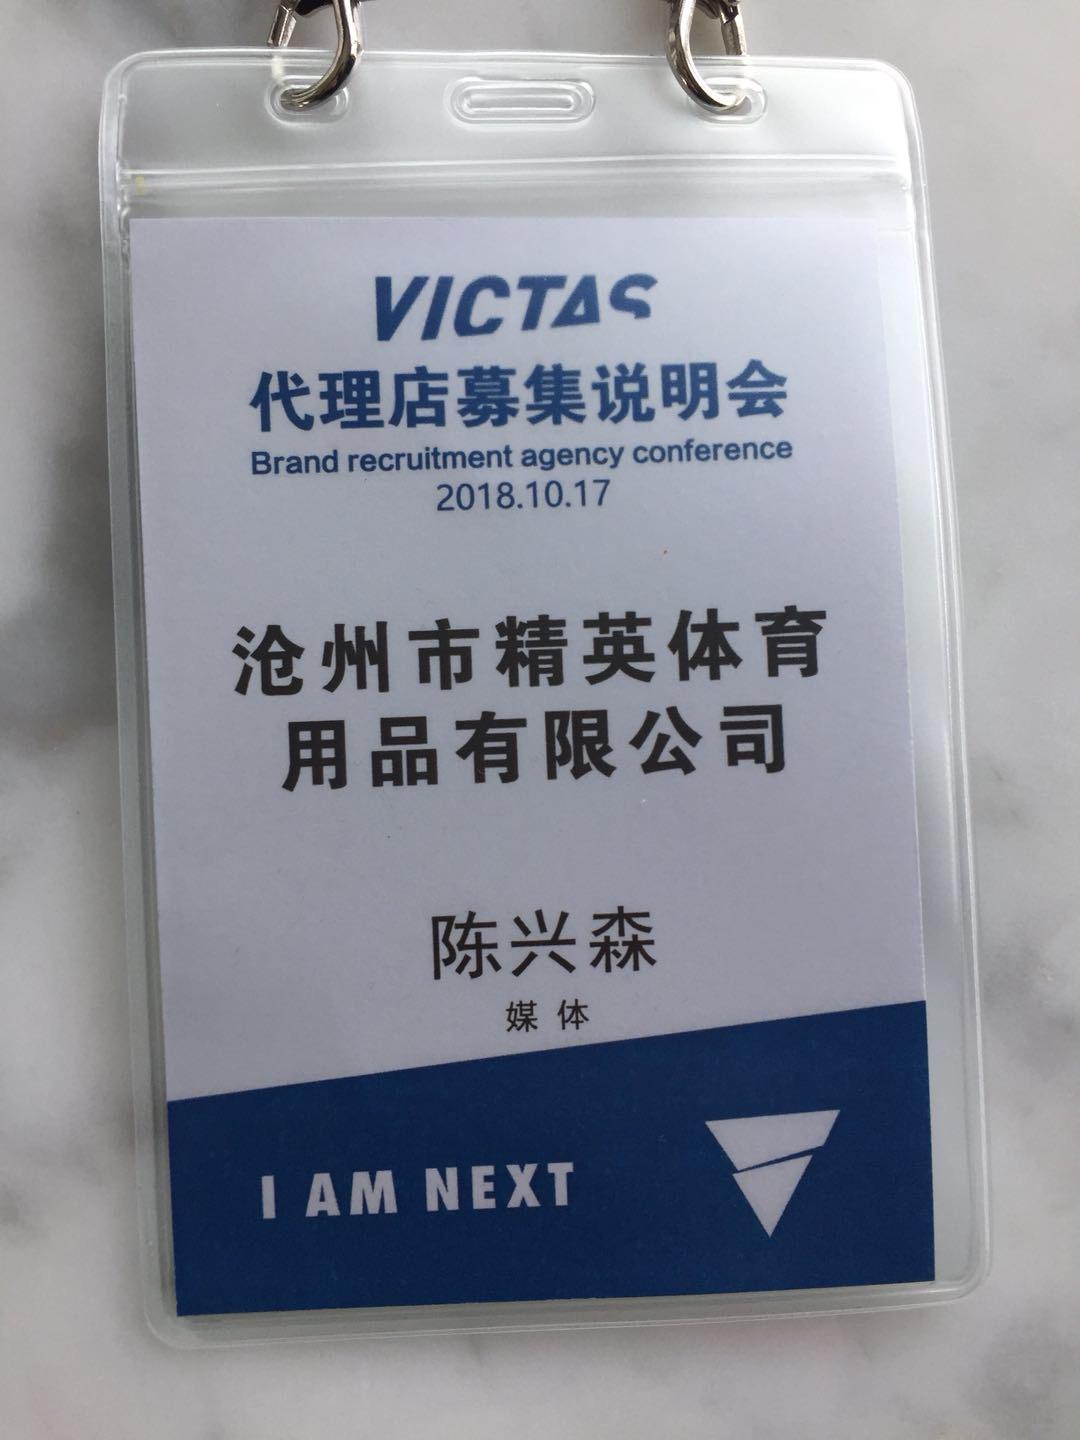 VICTAS
代理店募集说明会
Brand recruitment agency conference
2018.10.17
沧州市精英体育
用品有限公司
陈兴森
媒体
I AM NEXT